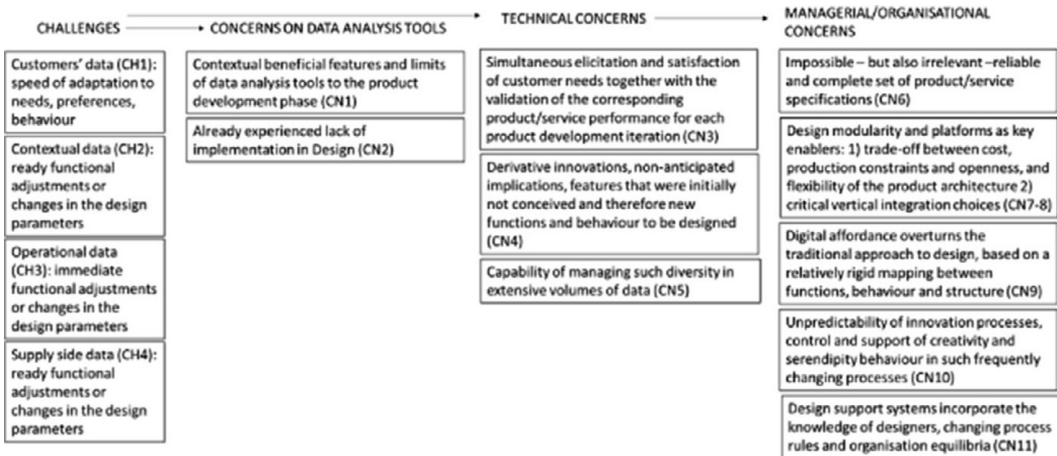 CHALLENGES
CONCERNS ON DATA ANALYSIS TOOLS
TECHNICAL CONCERNS
MANAGERIAL/ORGANISATIONAL
CONCERNS
Customers' data (CH1):
speed of adaptation to
needs, preferences,
behaviour
Contextual data (CH2):
ready functional
adjustments or
changes in the design
parameters
Operational data
(CH3): immediate
functional adjustments
or changes in the
design parameters
Supply side data (CH4):
ready functional
adjustments or
changes in the design
parameters
Contextual beneficial features and limits
of data analysis tools to the product
development phase (CN1)
Already experienced lack of
implementation in Design (CN2)
Simultaneous elicitation and satisfaction
of customer needs together with the
validation of the corresponding
product/service performance for each
product development iteration (CN3)
Derivative innovations, non-anticipated
implications, features that were initially
not conceived and therefore new
functions and behaviour to be designed
(CN4)
Capability of managing such diversity in
extensive volumes of data (CN5)
Impossible – but also irrelevant –reliable
and complete set of product/service
specifications (CN6)
Design modularity and platforms as key
enablers: 1) trade-off between cost,
production constraints and openness, and
flexibility of the product architecture 2)
critical vertical integration choices (CN7-8)
Digital affordance overturns the
traditional approach to design, based on a
relatively rigid mapping between
functions, behaviour and structure (CN9)
Unpredictability of innovation processes,
control and support of creativity and
serendipity behaviour in such frequently
changing processes (CN10)
Design support systems incorporate the
knowledge of designers, changing process
rules and organisation equilibria (CN11)